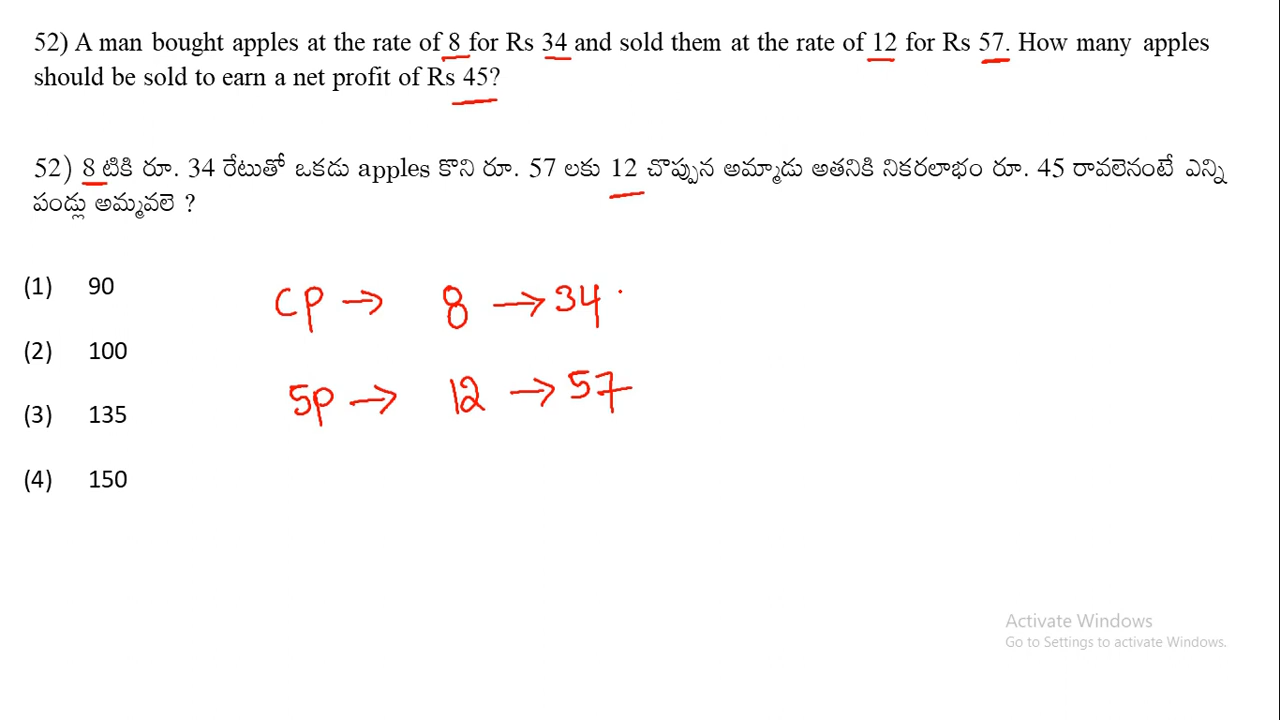 52) A man bought apples at the rate of 8 for Rs 34 and sold them at the rate of 12 for Rs 57. How many apples
should be sold to earn a net profit of Rs 45?
52) 8 టికి రూ. 34 రేటుతో ఒకడు apples కొని రూ. 57 లకు 12 చొప్పున అమ్మాడు అతనికి నికరలాభం రూ. 45 రావలెనంటే ఎన్ని
పండ్లు అమ్మవలె ?
(1) 90
CP → 8 → 34
(2) 100
SP → 12 → 57
(3) 135
(4) 150
Activate Windows
Go to Settings to activate Windows.